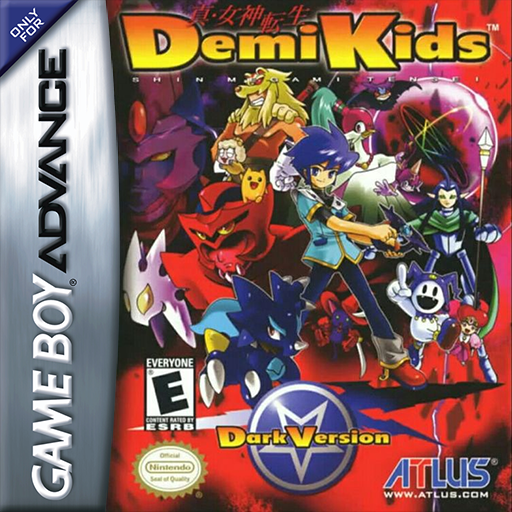 ONLY
FOR
GAME BOY ADVANCE
真・女神転生
DemiKids™
SHIN MEGAMI TENSEI
EVERYONE
E
CONTENT RATED BY
ESRB
Official
Nintendo
Seal of Quality
Dark Version
ATLUS®
WWW.ATLUS.COM